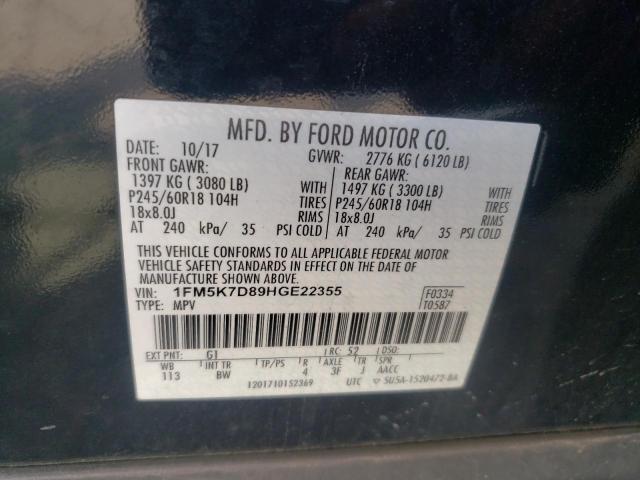 MFD. BY FORD MOTOR CO.
DATE: 10/17 GVWR: 2776 KG ( 6120 LB)
FRONT GAWR: REAR GAWR:
1397 KG ( 3080 LB) WITH 1497 KG ( 3300 LB) WITH
P245/60R18 104H TIRES P245/60R18 104H TIRES
18x8.0J RIMS 18x8.0J RIMS
AT 240 kPa/ 35 PSI COLD AT 240 kPa/ 35 PSI COLD
THIS VEHICLE CONFORMS TO ALL APPLICABLE FEDERAL MOTOR
VEHICLE SAFETY STANDARDS IN EFFECT ON THE DATE OF
MANUFACTURE SHOWN ABOVE.
VIN: 1FM5K7D89HGE22355 F0334
TYPE: MPV T0587
EXT PNT: G1 RC: 52 DSO:
WB INT TR TP/PS R AXLE TR SPR
113 BW 4 3F J AACC
1201710152369 UTC ▽ 5U5A-1520472-BA